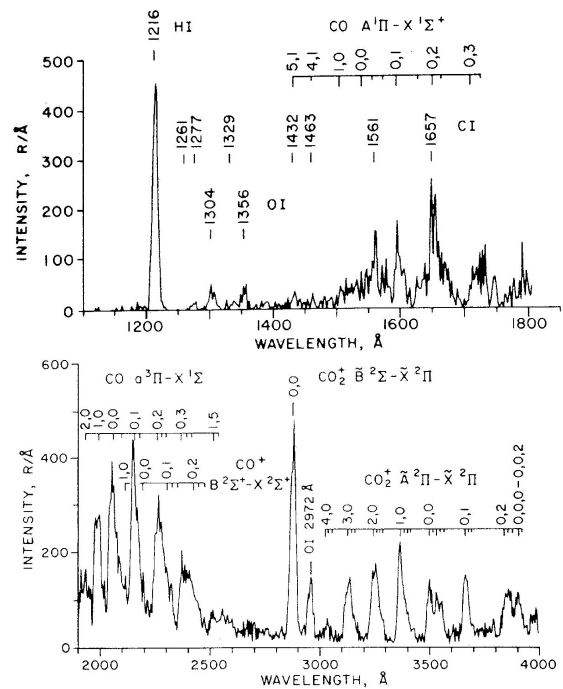 1216 HI CO A¹Π–X¹Σ⁺
5,1 4,1 1,0 0,0 0,1 0,2 0,3
500
400
300
200
100
0
INTENSITY, R/Å
1261 1277 1329 1432 1463 1561 1657 CI
1304 1356 OI
1200 1400 1600 1800
WAVELENGTH, Å
600
400
200
0
INTENSITY, R/Å
CO a³Π–X¹Σ
2,0 1,0 0,0 0,1 0,2 0,3 1,5
CO⁺
B²Σ⁺–X²Σ⁺
1,0 0,0 0,1 0,2
CO₂⁺ B̃²Σ–X̃²Π
0,0
OI 2972 Å
CO₂⁺ Ã²Π–X̃²Π
4,0 3,0 2,0 1,0 0,0 0,1 0,2 0,0,0–0,0,2
2000 2500 3000 3500 4000
WAVELENGTH, Å